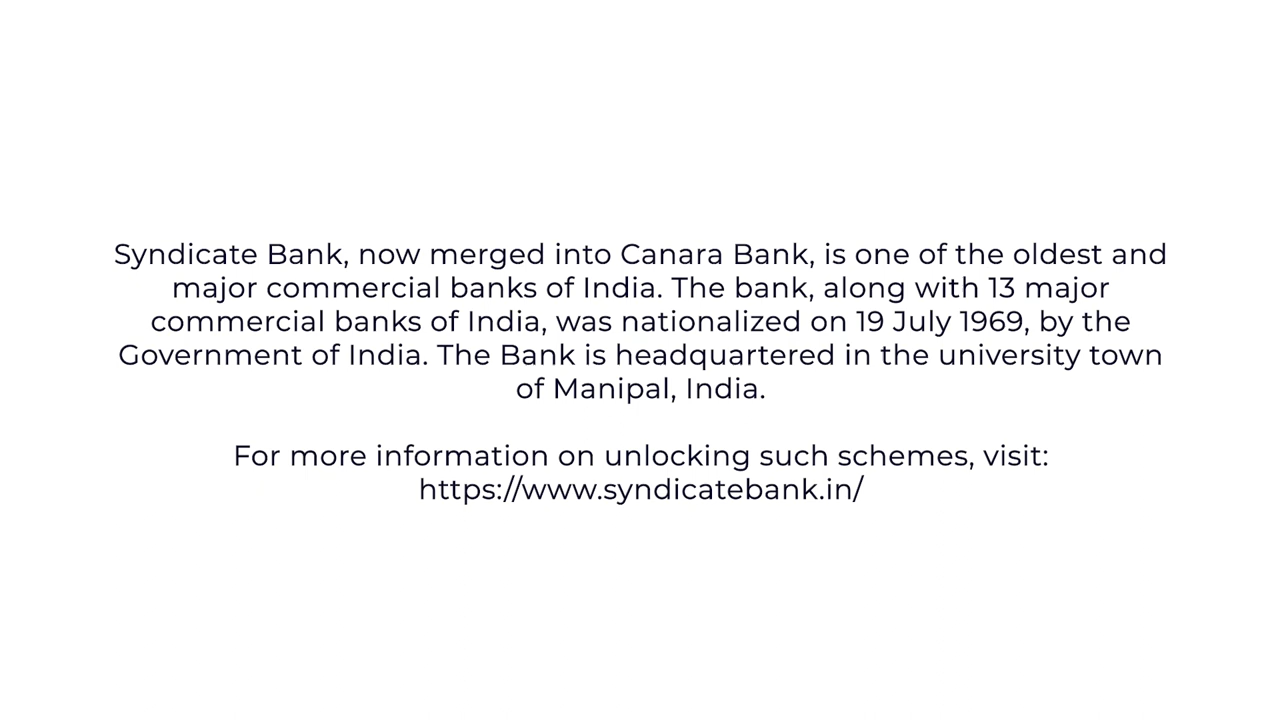 Syndicate Bank, now merged into Canara Bank, is one of the oldest and
major commercial banks of India. The bank, along with 13 major
commercial banks of India, was nationalized on 19 July 1969, by the
Government of India. The Bank is headquartered in the university town
of Manipal, India.
For more information on unlocking such schemes, visit:
https://www.syndicatebank.in/